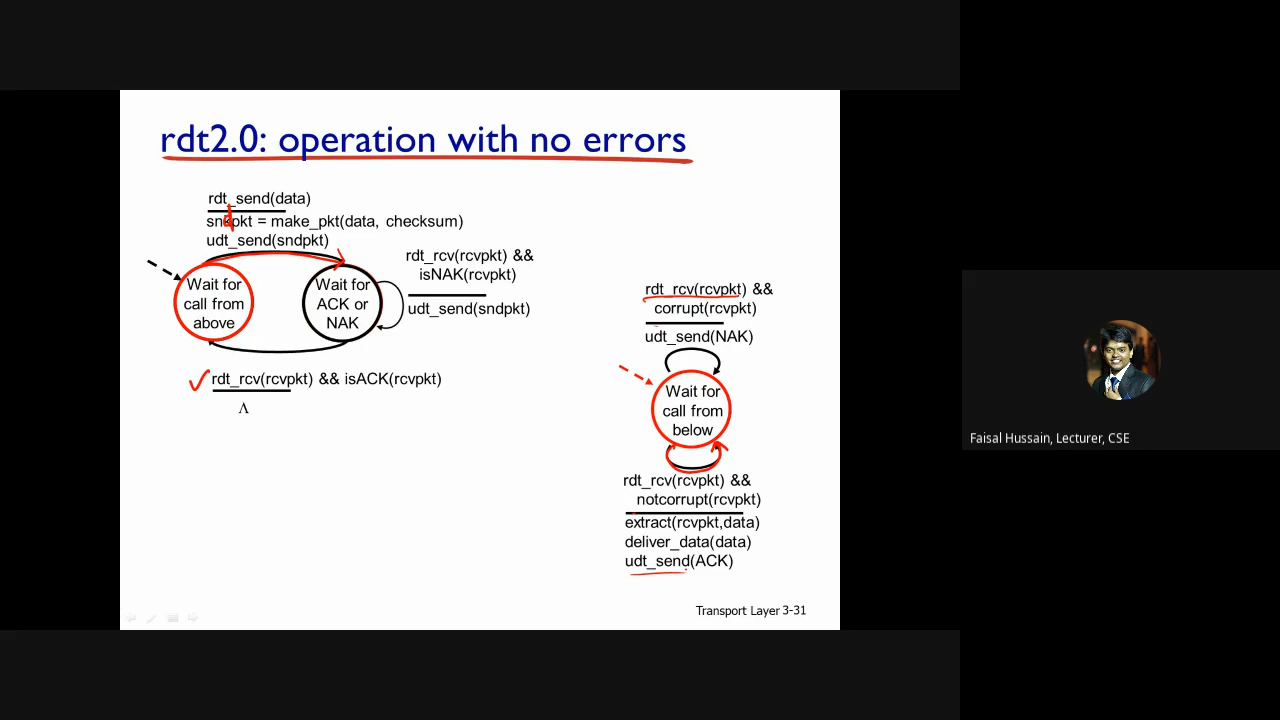 rdt2.0: operation with no errors
rdt_send(data)
sndpkt = make_pkt(data, checksum)
udt_send(sndpkt)
Wait for
call from
above
Wait for
ACK or
NAK
rdt_rcv(rcvpkt) &&
isNAK(rcvpkt)
udt_send(sndpkt)
rdt_rcv(rcvpkt) && isACK(rcvpkt)
Λ
rdt_rcv(rcvpkt) &&
corrupt(rcvpkt)
udt_send(NAK)
Wait for
call from
below
rdt_rcv(rcvpkt) &&
notcorrupt(rcvpkt)
extract(rcvpkt,data)
deliver_data(data)
udt_send(ACK)
Transport Layer 3-31
Faisal Hussain, Lecturer, CSE